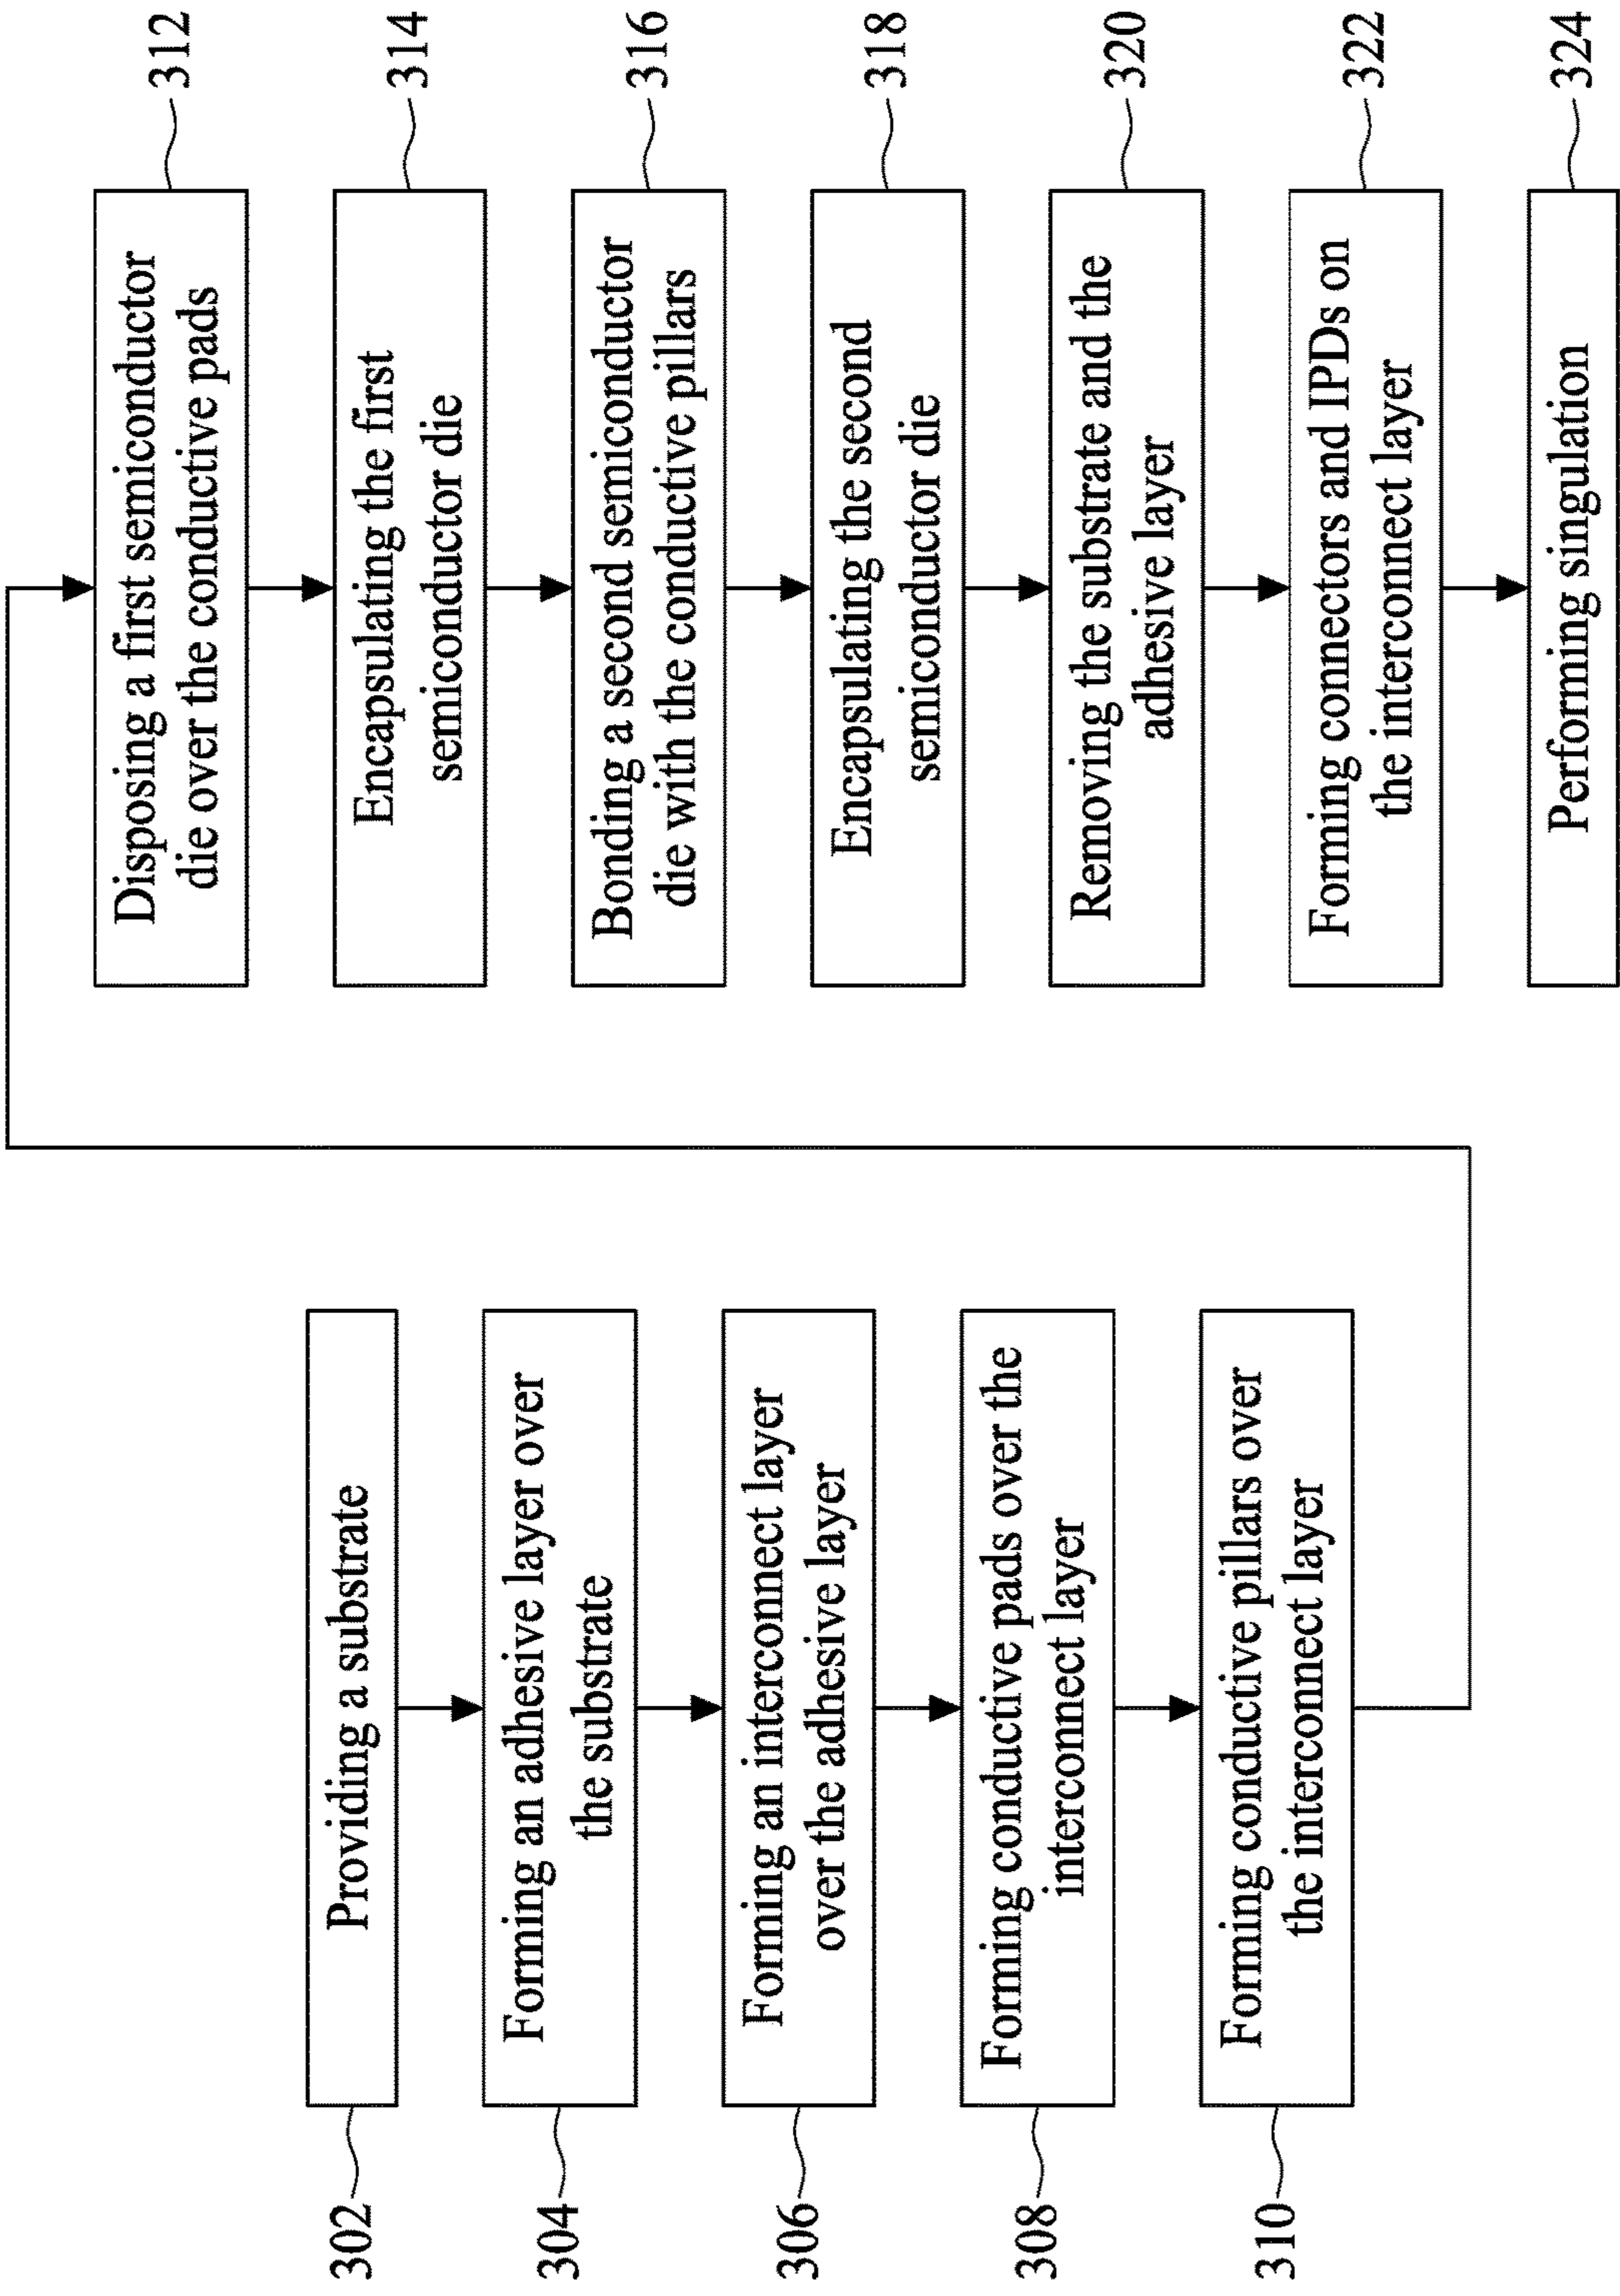 302
Providing a substrate
304
Forming an adhesive layer over
the substrate
306
Forming an interconnect layer
over the adhesive layer
308
Forming conductive pads over the
interconnect layer
310
Forming conductive pillars over
the interconnect layer
Disposing a first semiconductor
die over the conductive pads
312
Encapsulating the first
semiconductor die
314
Bonding a second semiconductor
die with the conductive pillars
316
Encapsulating the second
semiconductor die
318
Removing the substrate and the
adhesive layer
320
Forming connectors and IPDs on
the interconnect layer
322
Performing singulation
324